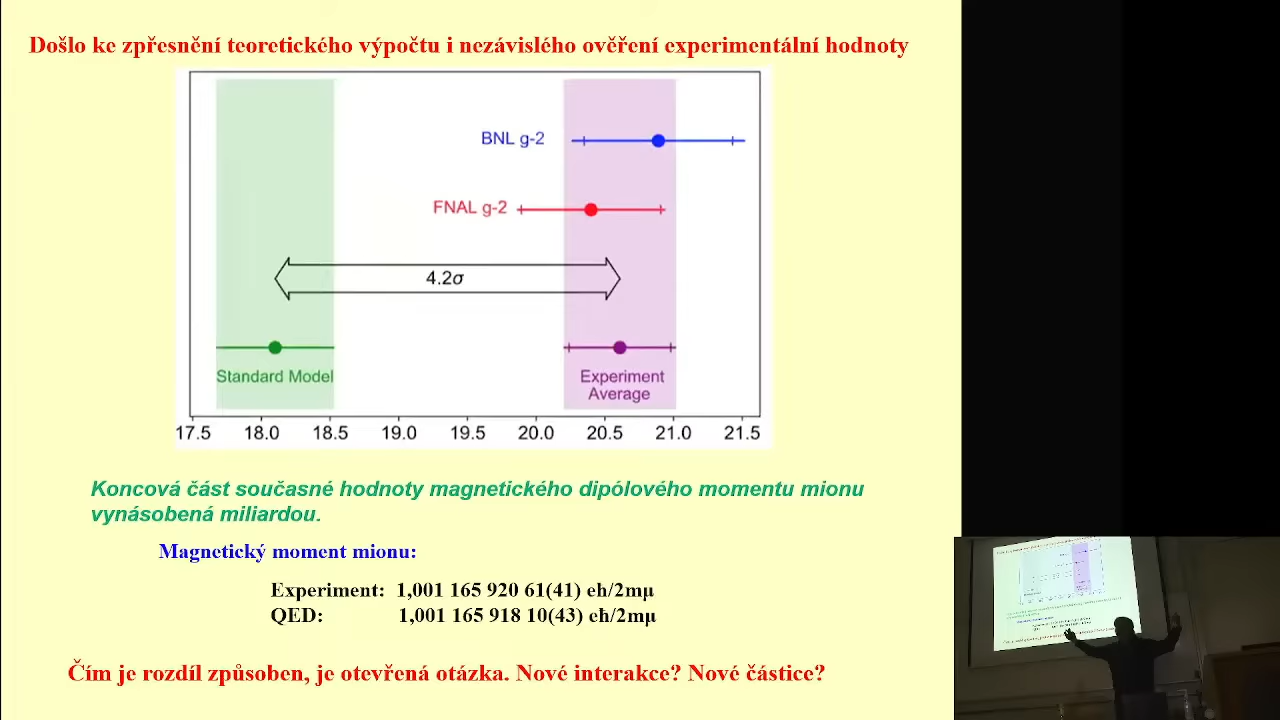 Došlo ke zpřesnění teoretického výpočtu i nezávislého ověření experimentální hodnoty
BNL g-2
FNAL g-2
4.2σ
Standard Model
Experiment
Average
17.5 18.0 18.5 19.0 19.5 20.0 20.5 21.0 21.5
Koncová část současné hodnoty magnetického dipólového momentu mionu
vynásobená miliardou.
Magnetický moment mionu:
Experiment: 1,001 165 920 61(41) eh/2mμ
QED: 1,001 165 918 10(43) eħ/2mμ
Čím je rozdíl způsoben, je otevřená otázka. Nové interakce? Nové částice?